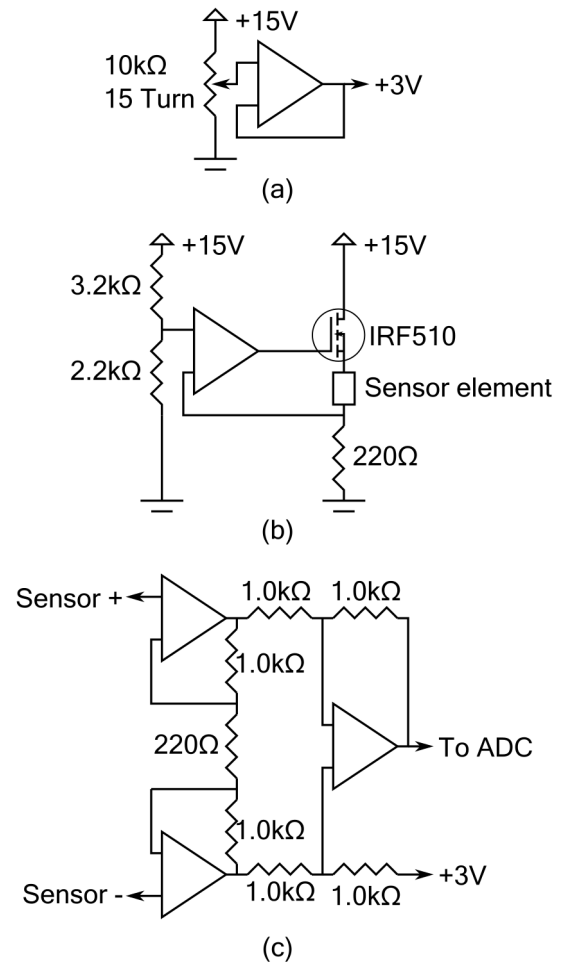 +15V
10kΩ
15 Turn
+3V
(a)
+15V
+15V
3.2kΩ
IRF510
2.2kΩ
Sensor element
220Ω
(b)
1.0kΩ
1.0kΩ
Sensor +
1.0kΩ
220Ω
To ADC
1.0kΩ
Sensor -
1.0kΩ
1.0kΩ
+3V
(c)